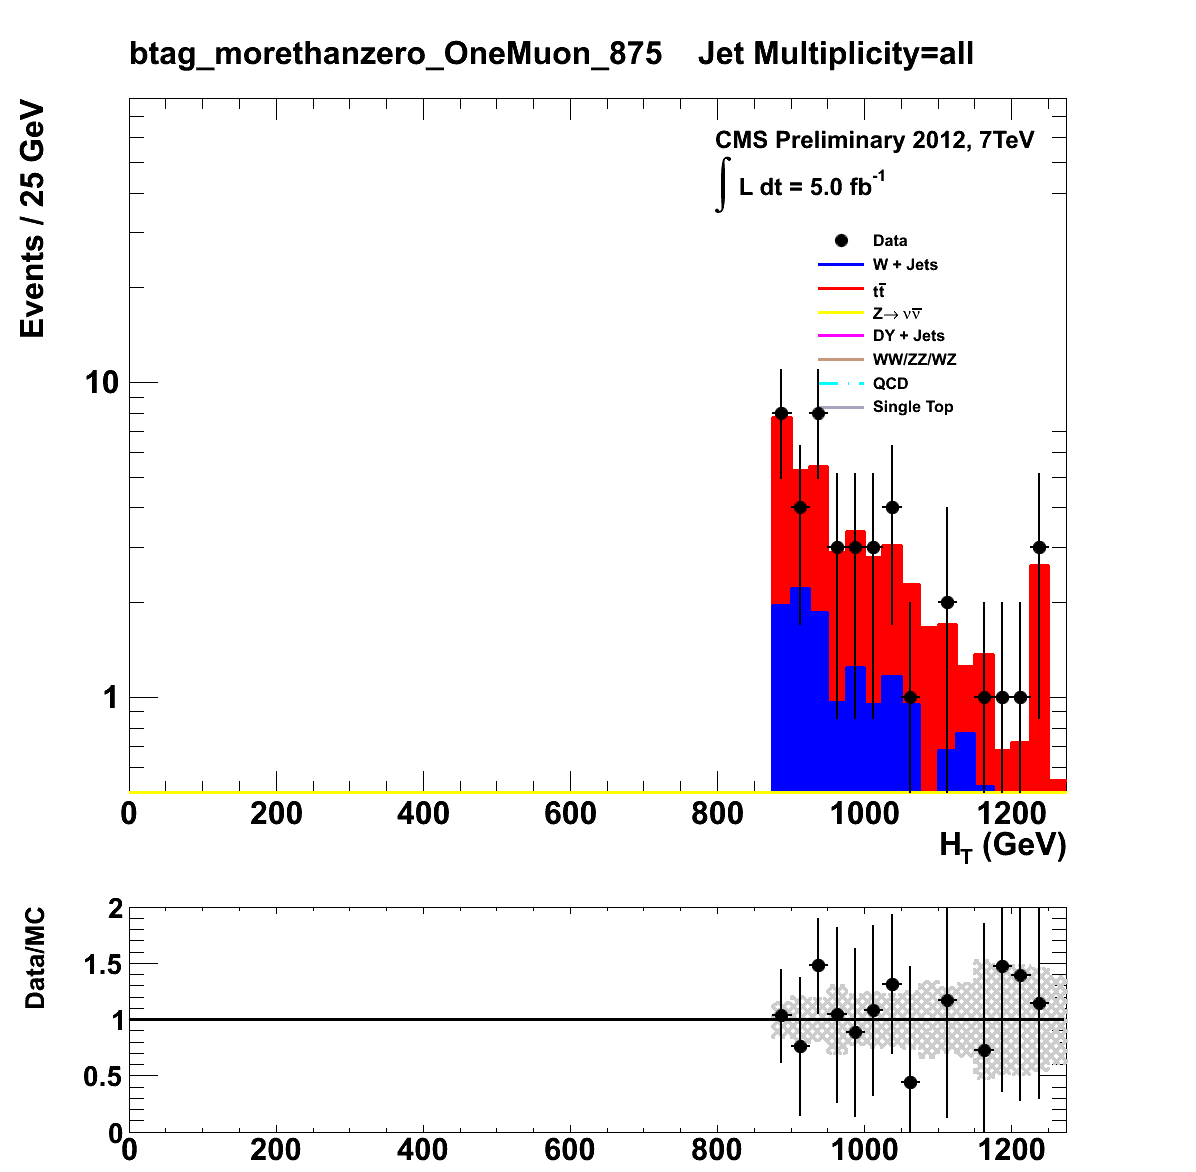 btag_morethanzero_OneMuon_875 Jet Multiplicity=all
Events / 25 GeV
CMS Preliminary 2012, 7TeV
∫ L dt = 5.0 fb⁻¹
Data
W + Jets
tt̅
Z→ νν̅
DY + Jets
WW/ZZ/WZ
QCD
Single Top
10
1
0 200 400 600 800 1000 1200
H_T (GeV)
Data/MC
2
1.5
1
0.5
0
0 200 400 600 800 1000 1200